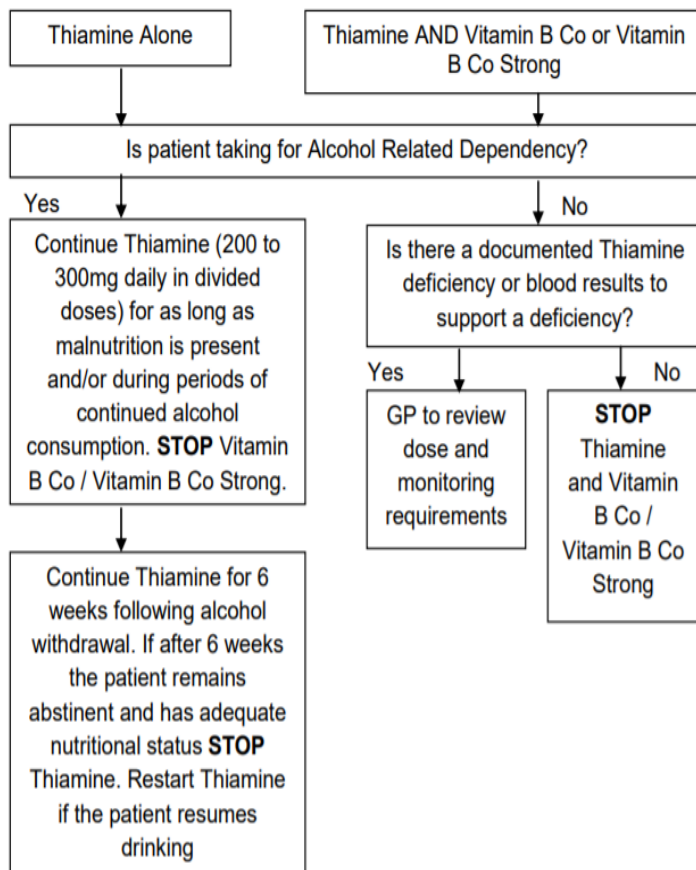 Thiamine Alone
Thiamine AND Vitamin B Co or Vitamin
B Co Strong
Is patient taking for Alcohol Related Dependency?
Yes
No
Continue Thiamine (200 to
300mg daily in divided
doses) for as long as
malnutrition is present
and/or during periods of
continued alcohol
consumption. STOP Vitamin
B Co / Vitamin B Co Strong.
Is there a documented Thiamine
deficiency or blood results to
support a deficiency?
Yes
No
GP to review
dose and
monitoring
requirements
STOP
Thiamine
and Vitamin
B Co /
Vitamin B Co
Strong
Continue Thiamine for 6
weeks following alcohol
withdrawal. If after 6 weeks
the patient remains
abstinent and has adequate
nutritional status STOP
Thiamine. Restart Thiamine
if the patient resumes
drinking